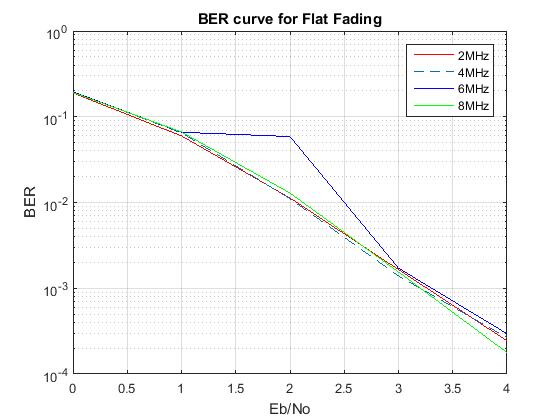 BER curve for Flat Fading
10^0
10^-1
10^-2
10^-3
10^-4
BER
2MHz
4MHz
6MHz
8MHz
0 0.5 1 1.5 2 2.5 3 3.5 4
Eb/No